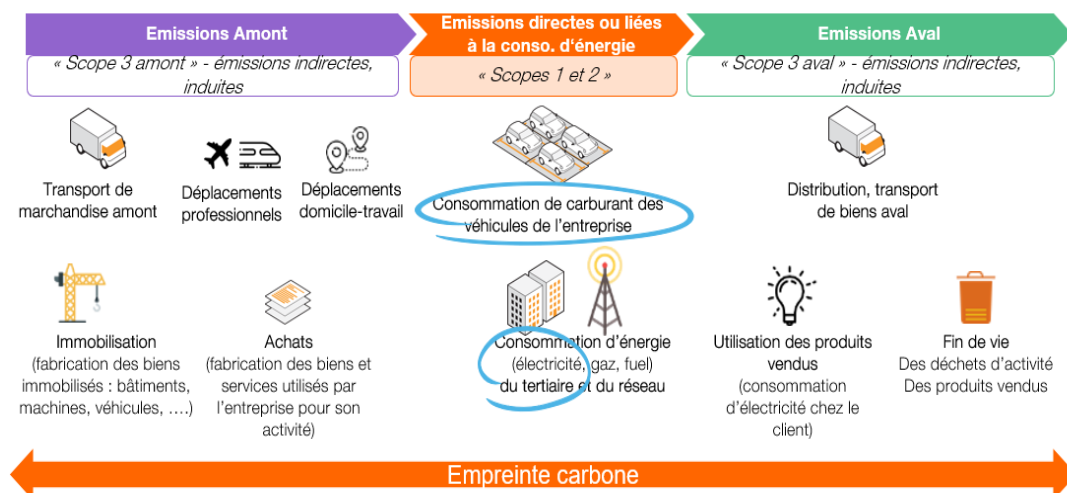 Emissions Amont
« Scope 3 amont » - émissions indirectes,
induites
Emissions directes ou liées
à la conso. d'énergie
« Scopes 1 et 2 »
Emissions Aval
« Scope 3 aval » - émissions indirectes,
induites
Transport de
marchandise amont
Déplacements
professionnels
Déplacements
domicile-travail
Consommation de carburant des
véhicules de l'entreprise
Distribution, transport
de biens aval
Immobilisation
(fabrication des biens
immobilisés : bâtiments,
machines, véhicules, ….)
Achats
(fabrication des biens et
services utilisés par
l'entreprise pour son
activité)
Consommation d'énergie
(électricité, gaz, fuel)
du tertiaire et du réseau
Utilisation des produits
vendus
(consommation
d'électricité chez le
client)
Fin de vie
Des déchets d'activité
Des produits vendus
Empreinte carbone